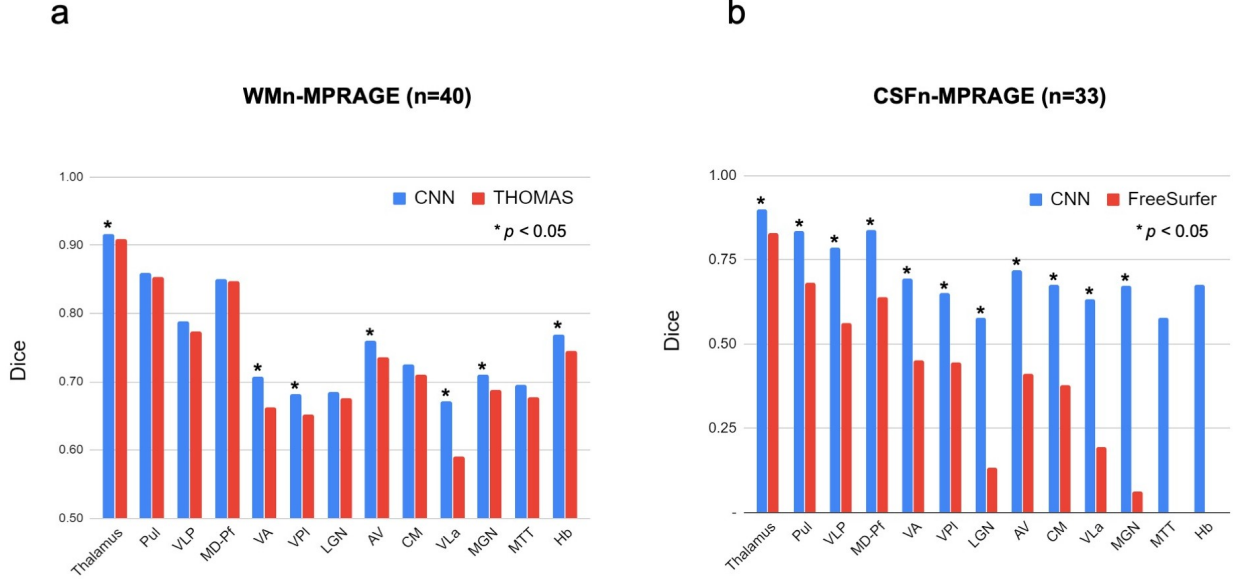 a
WMn-MPRAGE (n=40)
CNN THOMAS
* p < 0.05
Dice
1.00
0.90
0.80
0.70
0.60
0.50
* * * * * * *
Thalamus Pul VLP MD-Pf VA VPl LGN AV CM VLa MGN MTT Hb
b
CSFn-MPRAGE (n=33)
CNN FreeSurfer
* p < 0.05
Dice
1.00
0.75
0.50
0.25
-
* * * * * * * * * * *
Thalamus Pul VLP MD-Pf VA VPl LGN AV CM VLa MGN MTT Hb